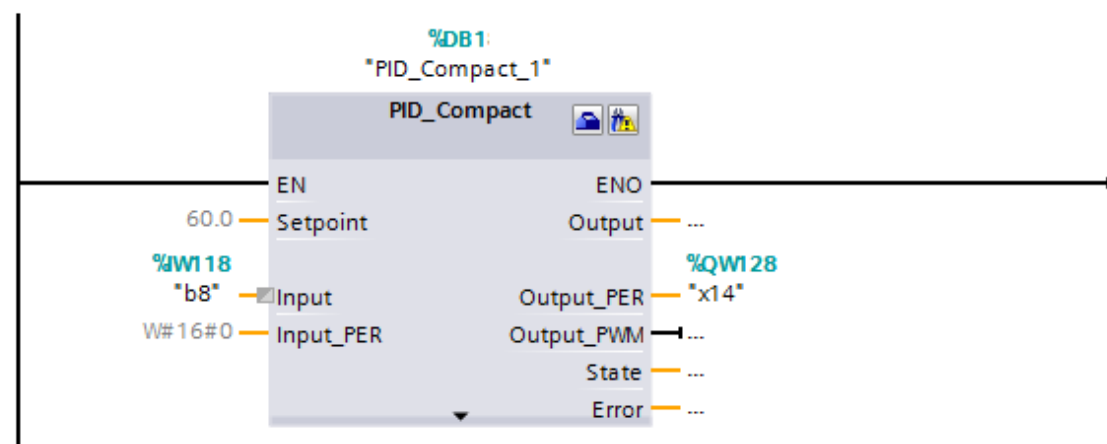 %DB1
"PID_Compact_1"
PID_Compact
EN ENO
60.0 Setpoint Output ...
%IW118 %QW128
"b8" Input Output_PER "x14"
W#16#0 Input_PER Output_PWM ...
State ...
Error ...